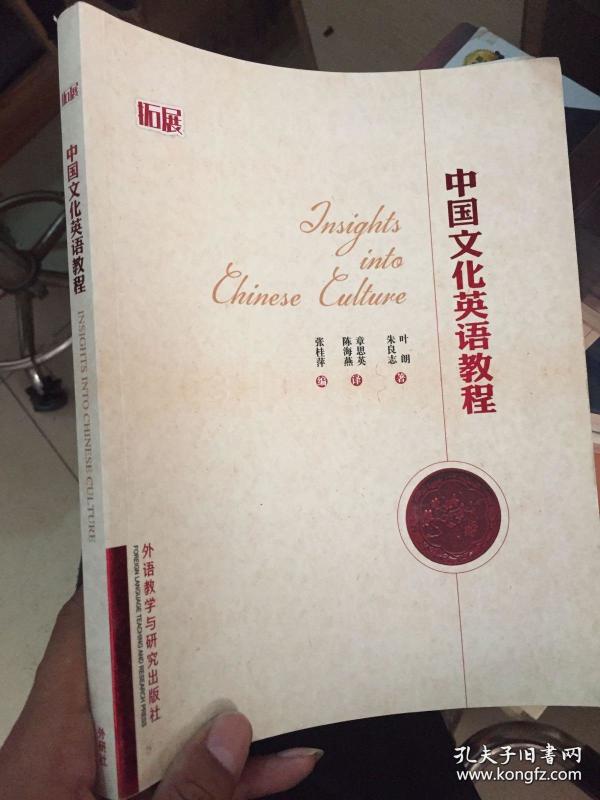 拓展
中国文化英语教程
INSIGHTS INTO CHINESE CULTURE
外研社
拓展
Insights
into
Chinese Culture
中国文化英语教程
叶朗
朱良志
著
章思英
陈海燕
译
张桂萍
编
外语教学与研究出版社
FOREIGN LANGUAGE TEACHING AND RESEARCH PRESS
孔夫子旧书网
www.kongfz.com